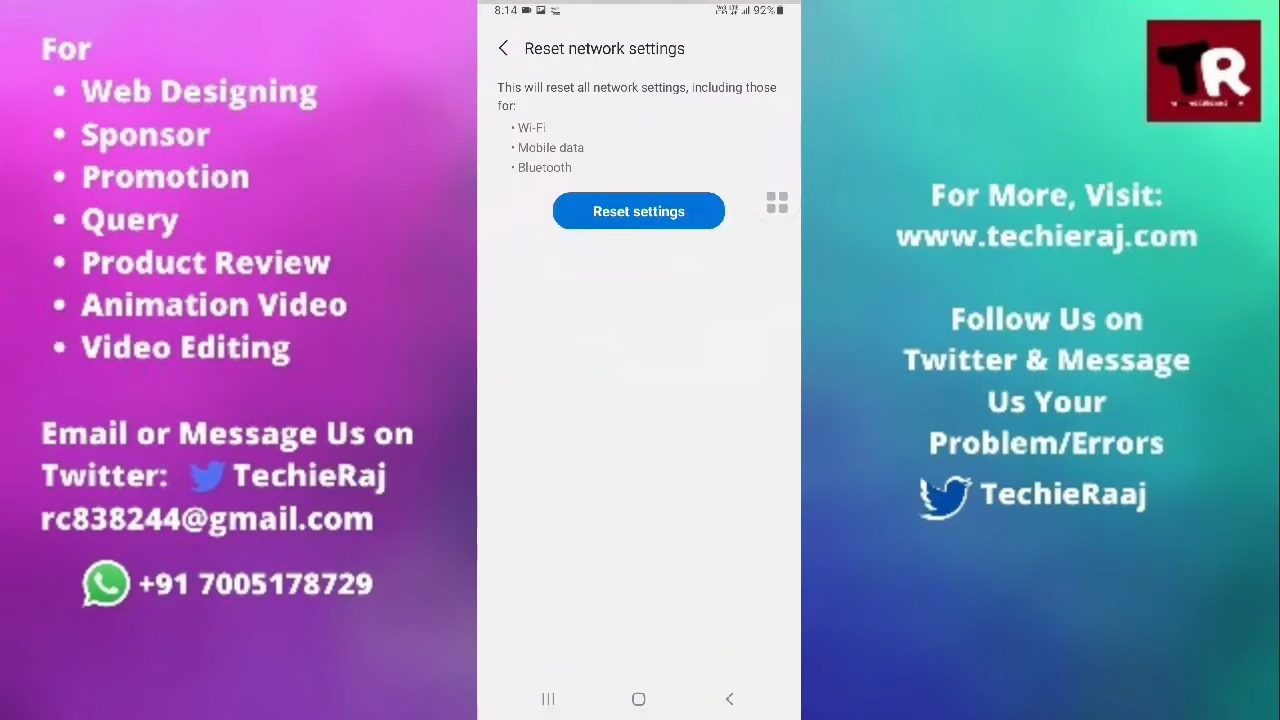 For
• Web Designing
• Sponsor
• Promotion
• Query
• Product Review
• Animation Video
• Video Editing
Email or Message Us on
Twitter: TechieRaj
rc838244@gmail.com
+91 7005178729
8:14
92%
Reset network settings
This will reset all network settings, including those
for:
• Wi-Fi
• Mobile data
• Bluetooth
Reset settings
TR
For More, Visit:
www.techieraj.com
Follow Us on
Twitter & Message
Us Your
Problem/Errors
TechieRaaj